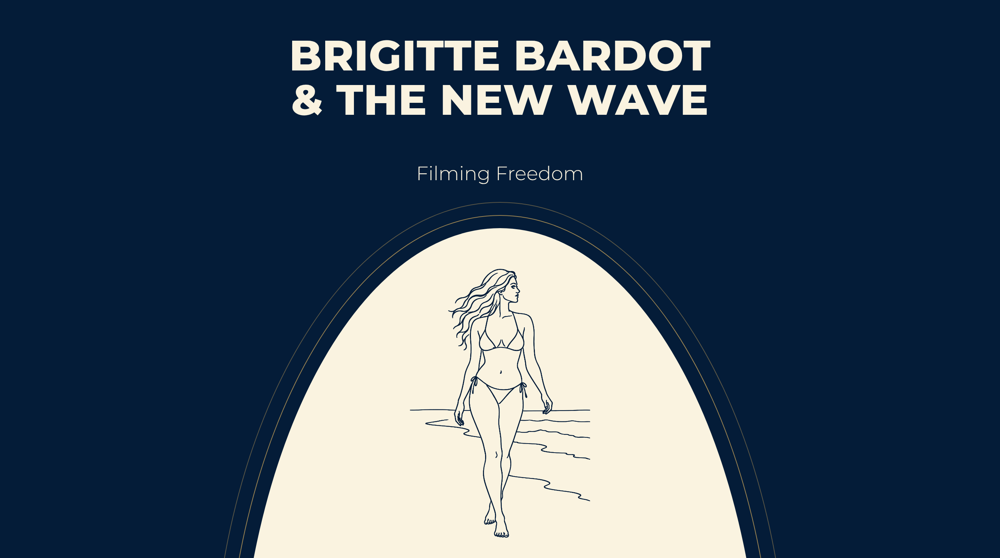 BRIGITTE BARDOT
& THE NEW WAVE
Filming Freedom